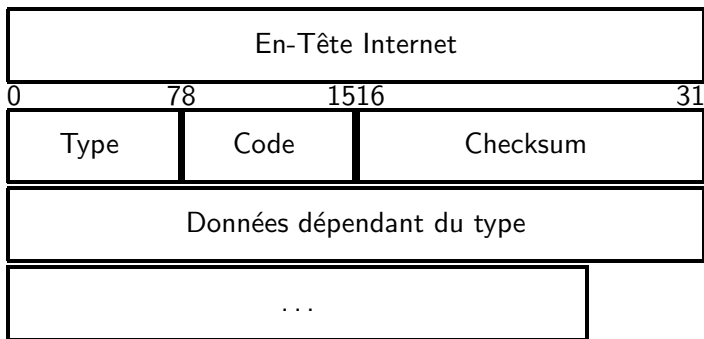 En-Tête Internet
0 78 1516 31
Type Code Checksum
Données dépendant du type
...